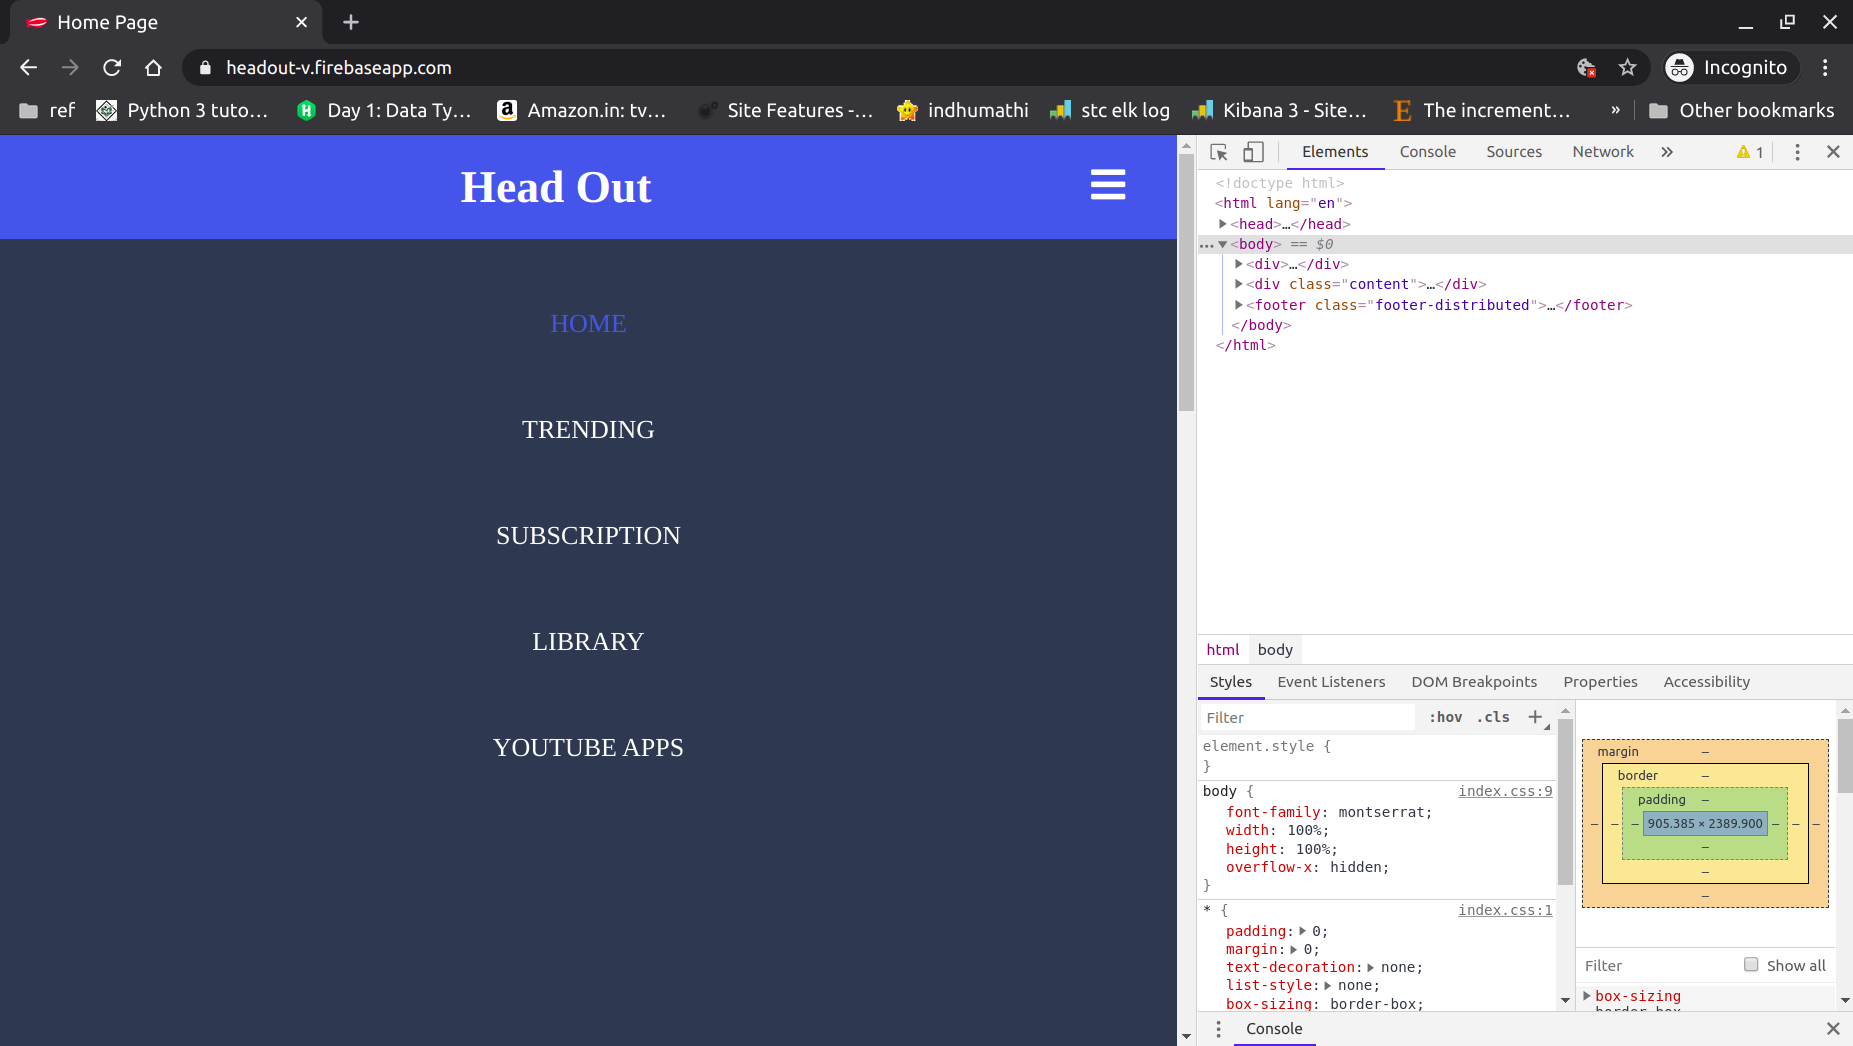 Home Page
headout-v.firebaseapp.com
Incognito
ref Python 3 tuto... Day 1: Data Ty... Amazon.in: tv... Site Features -... indhumathi stc elk log Kibana 3 - Site... The increment... » Other bookmarks
Head Out
HOME
TRENDING
SUBSCRIPTION
LIBRARY
YOUTUBE APPS
Elements Console Sources Network » 1
<!doctype html>
<html lang="en">
<head>…</head>
<body> == $0
<div>…</div>
<div class="content">…</div>
<footer class="footer-distributed">…</footer>
</body>
</html>
html body
Styles Event Listeners DOM Breakpoints Properties Accessibility
Filter :hov .cls +
element.style {
}
body { index.css:9
font-family: montserrat;
width: 100%;
height: 100%;
overflow-x: hidden;
}
* { index.css:1
padding: 0;
margin: 0;
text-decoration: none;
list-style: none;
box-sizing: border-box;
margin –
border –
padding –
– – – 905.385 × 2389.900 – – –
–
–
–
Filter Show all
box-sizing
border-box
Console